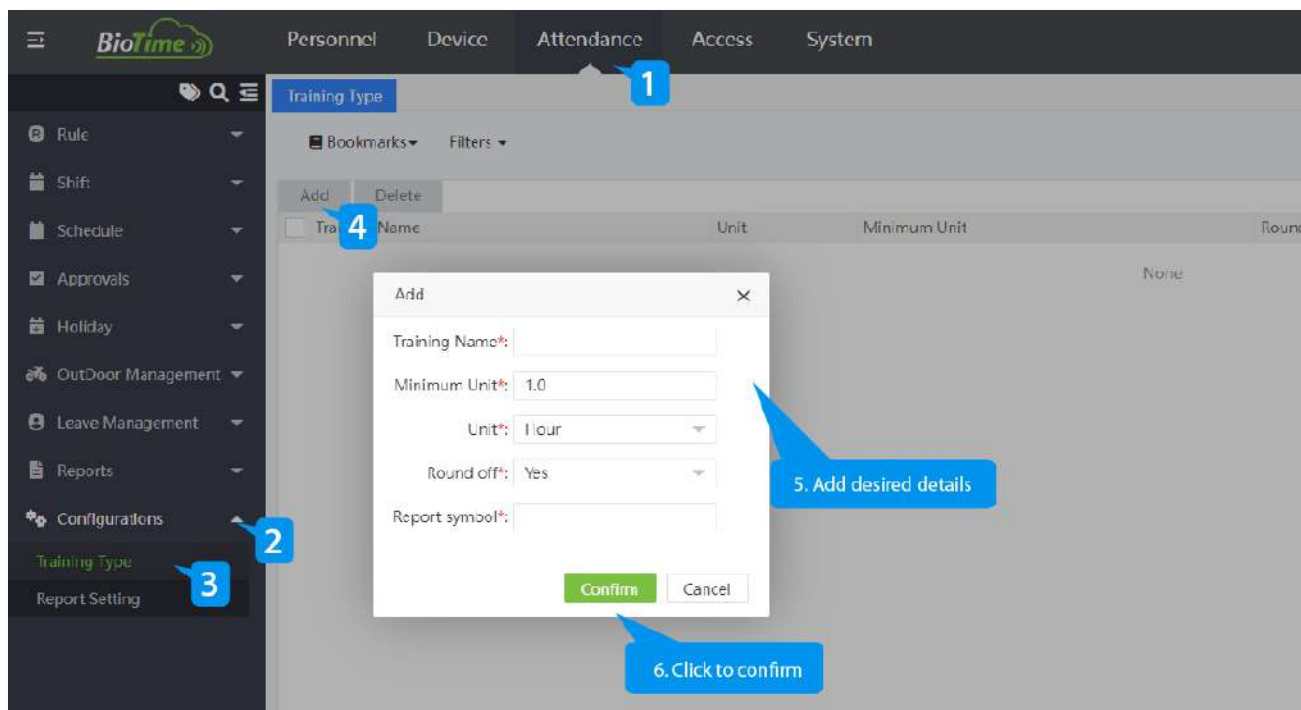 BioTime
Personnel Device Attendance Access System
1
Training Type
Rule
Bookmarks Filters
Shift
Add Delete
4
Tra Name Unit Minimum Unit Round
Schedule
None
Approvals
Add
Holiday
Training Name*:
OutDoor Management
Minimum Unit*: 1.0
Leave Management
Unit*: Hour
Reports
Round off*: Yes
5. Add desired details
Configurations
2
Report symbol*:
Training Type
3
Report Setting
Confirm Cancel
6. Click to confirm